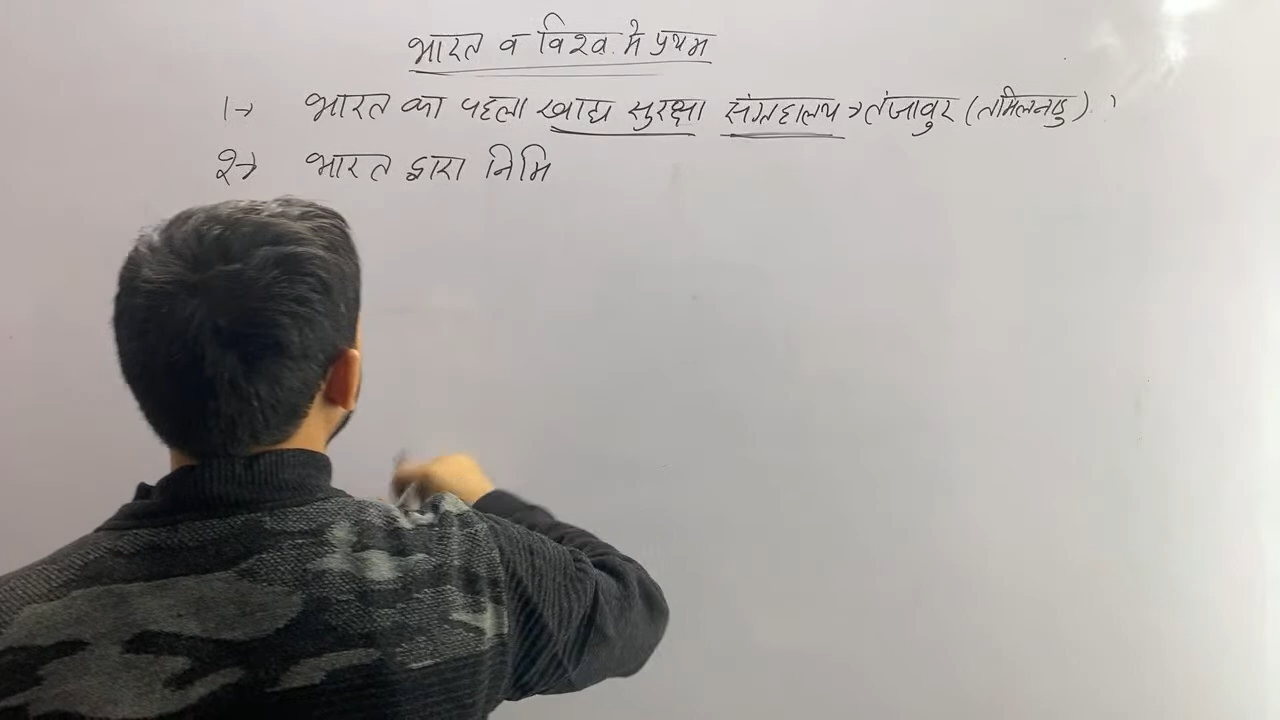 भारत व विश्व में प्रथम
1→ भारत का पहला खाद्य सुरक्षा संग्रहालय → तंजावुर (तमिलनाडु)
2→ भारत द्वारा निमि